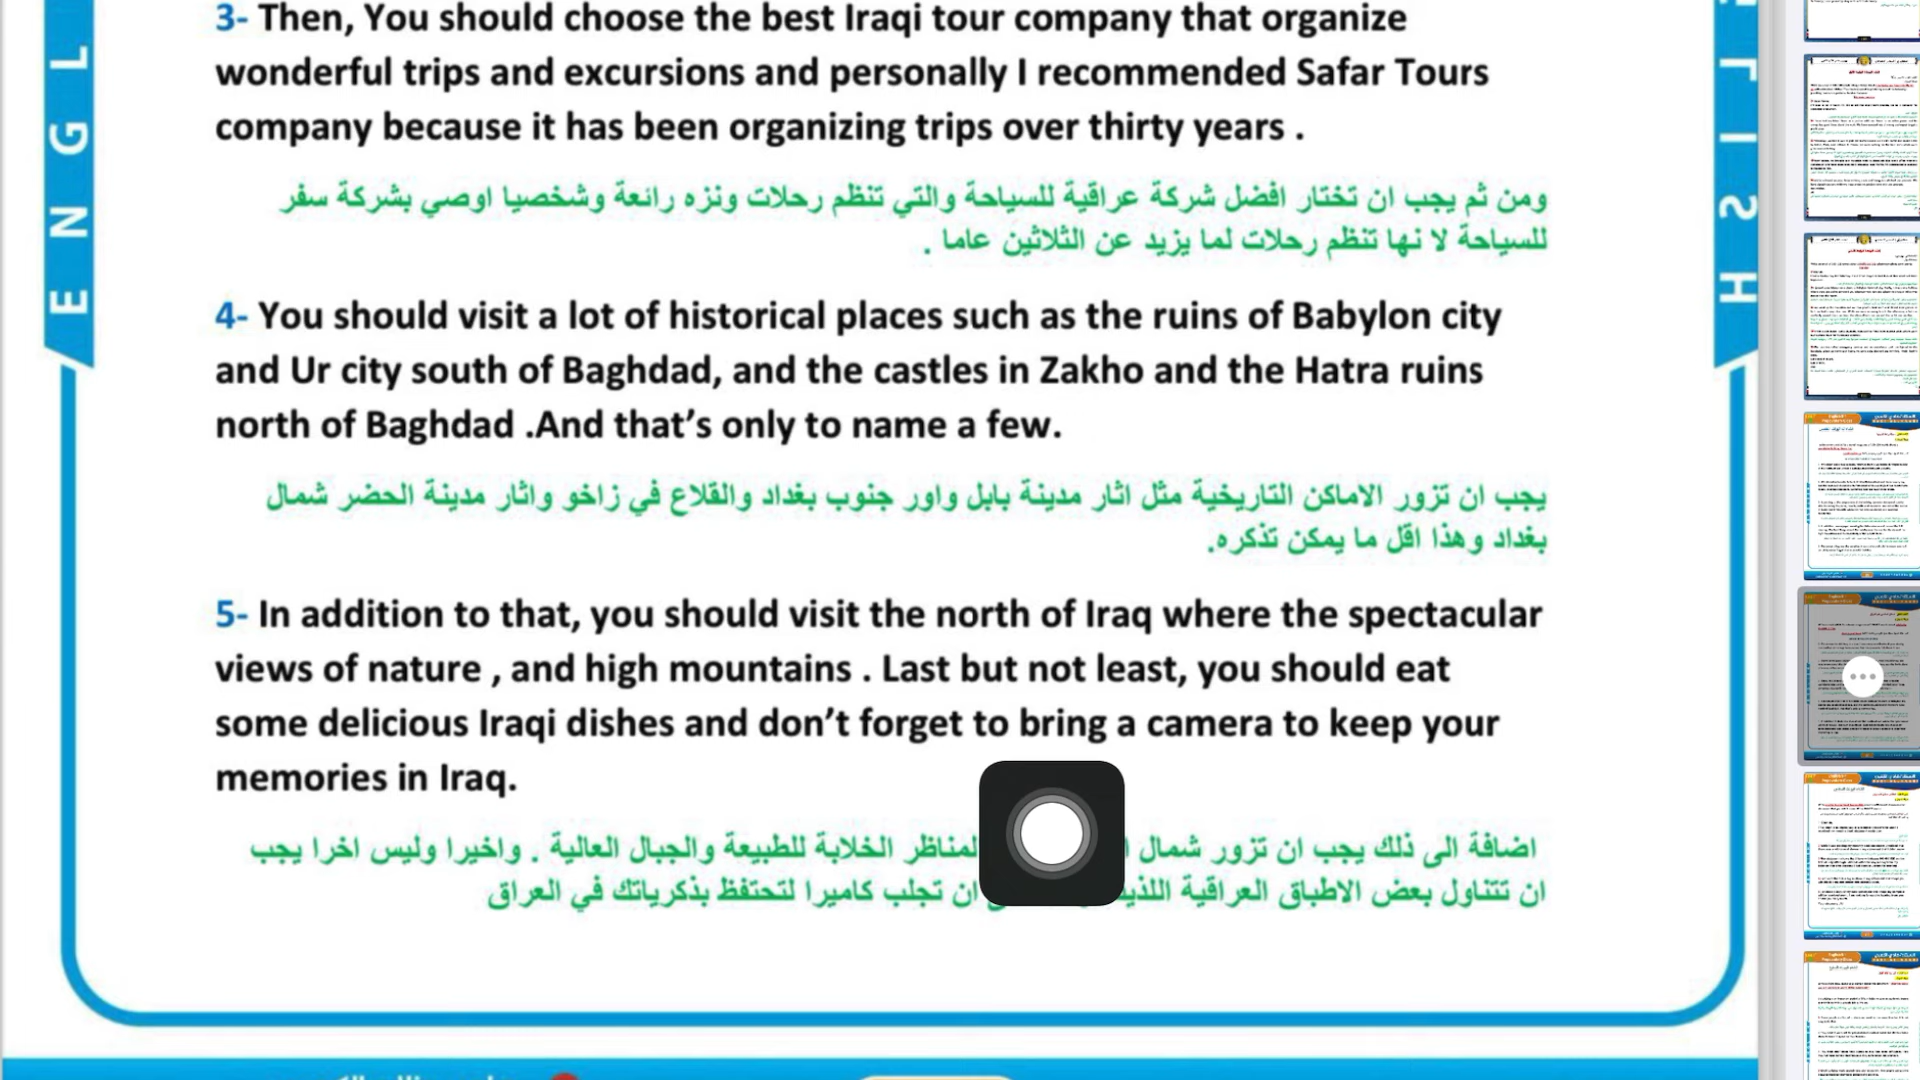 3- Then, You should choose the best Iraqi tour company that organize
wonderful trips and excursions and personally I recommended Safar Tours
company because it has been organizing trips over thirty years .
ومن ثم يجب ان تختار افضل شركة عراقية للسياحة والتي تنظم رحلات ونزه رائعة وشخصيا اوصي بشركة سفر
للسياحة لا نها تنظم رحلات لما يزيد عن الثلاثين عاما .
4- You should visit a lot of historical places such as the ruins of Babylon city
and Ur city south of Baghdad, and the castles in Zakho and the Hatra ruins
north of Baghdad .And that’s only to name a few.
يجب ان تزور الاماكن التاريخية مثل اثار مدينة بابل واور جنوب بغداد والقلاع في زاخو واثار مدينة الحضر شمال
بغداد وهذا اقل ما يمكن تذكره.
5- In addition to that, you should visit the north of Iraq where the spectacular
views of nature , and high mountains . Last but not least, you should eat
some delicious Iraqi dishes and don’t forget to bring a camera to keep your
memories in Iraq.
اضافة الى ذلك يجب ان تزور شمال لمناظر الخلابة للطبيعة والجبال العالية . واخيرا وليس اخرا يجب
ان تتناول بعض الاطباق العراقية ان تجلب كاميرا لتحتفظ بذكرياتك في العراق
ENGL
LISH